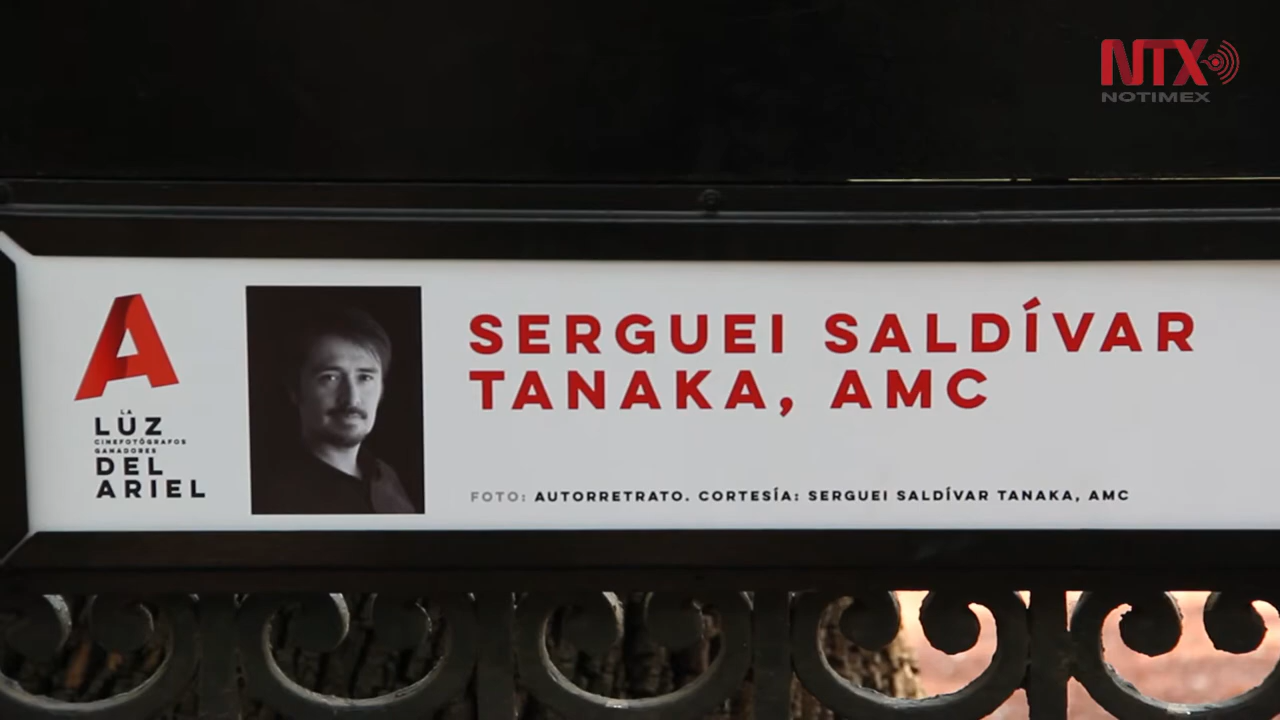 NTX
NOTIMEX
SERGUEI SALDÍVAR
TANAKA, AMC
A
LA
LUZ
CINEFOTÓGRAFOS
GANADORES
DEL
ARIEL
FOTO: AUTORRETRATO. CORTESÍA: SERGUEI SALDÍVAR TANAKA, AMC